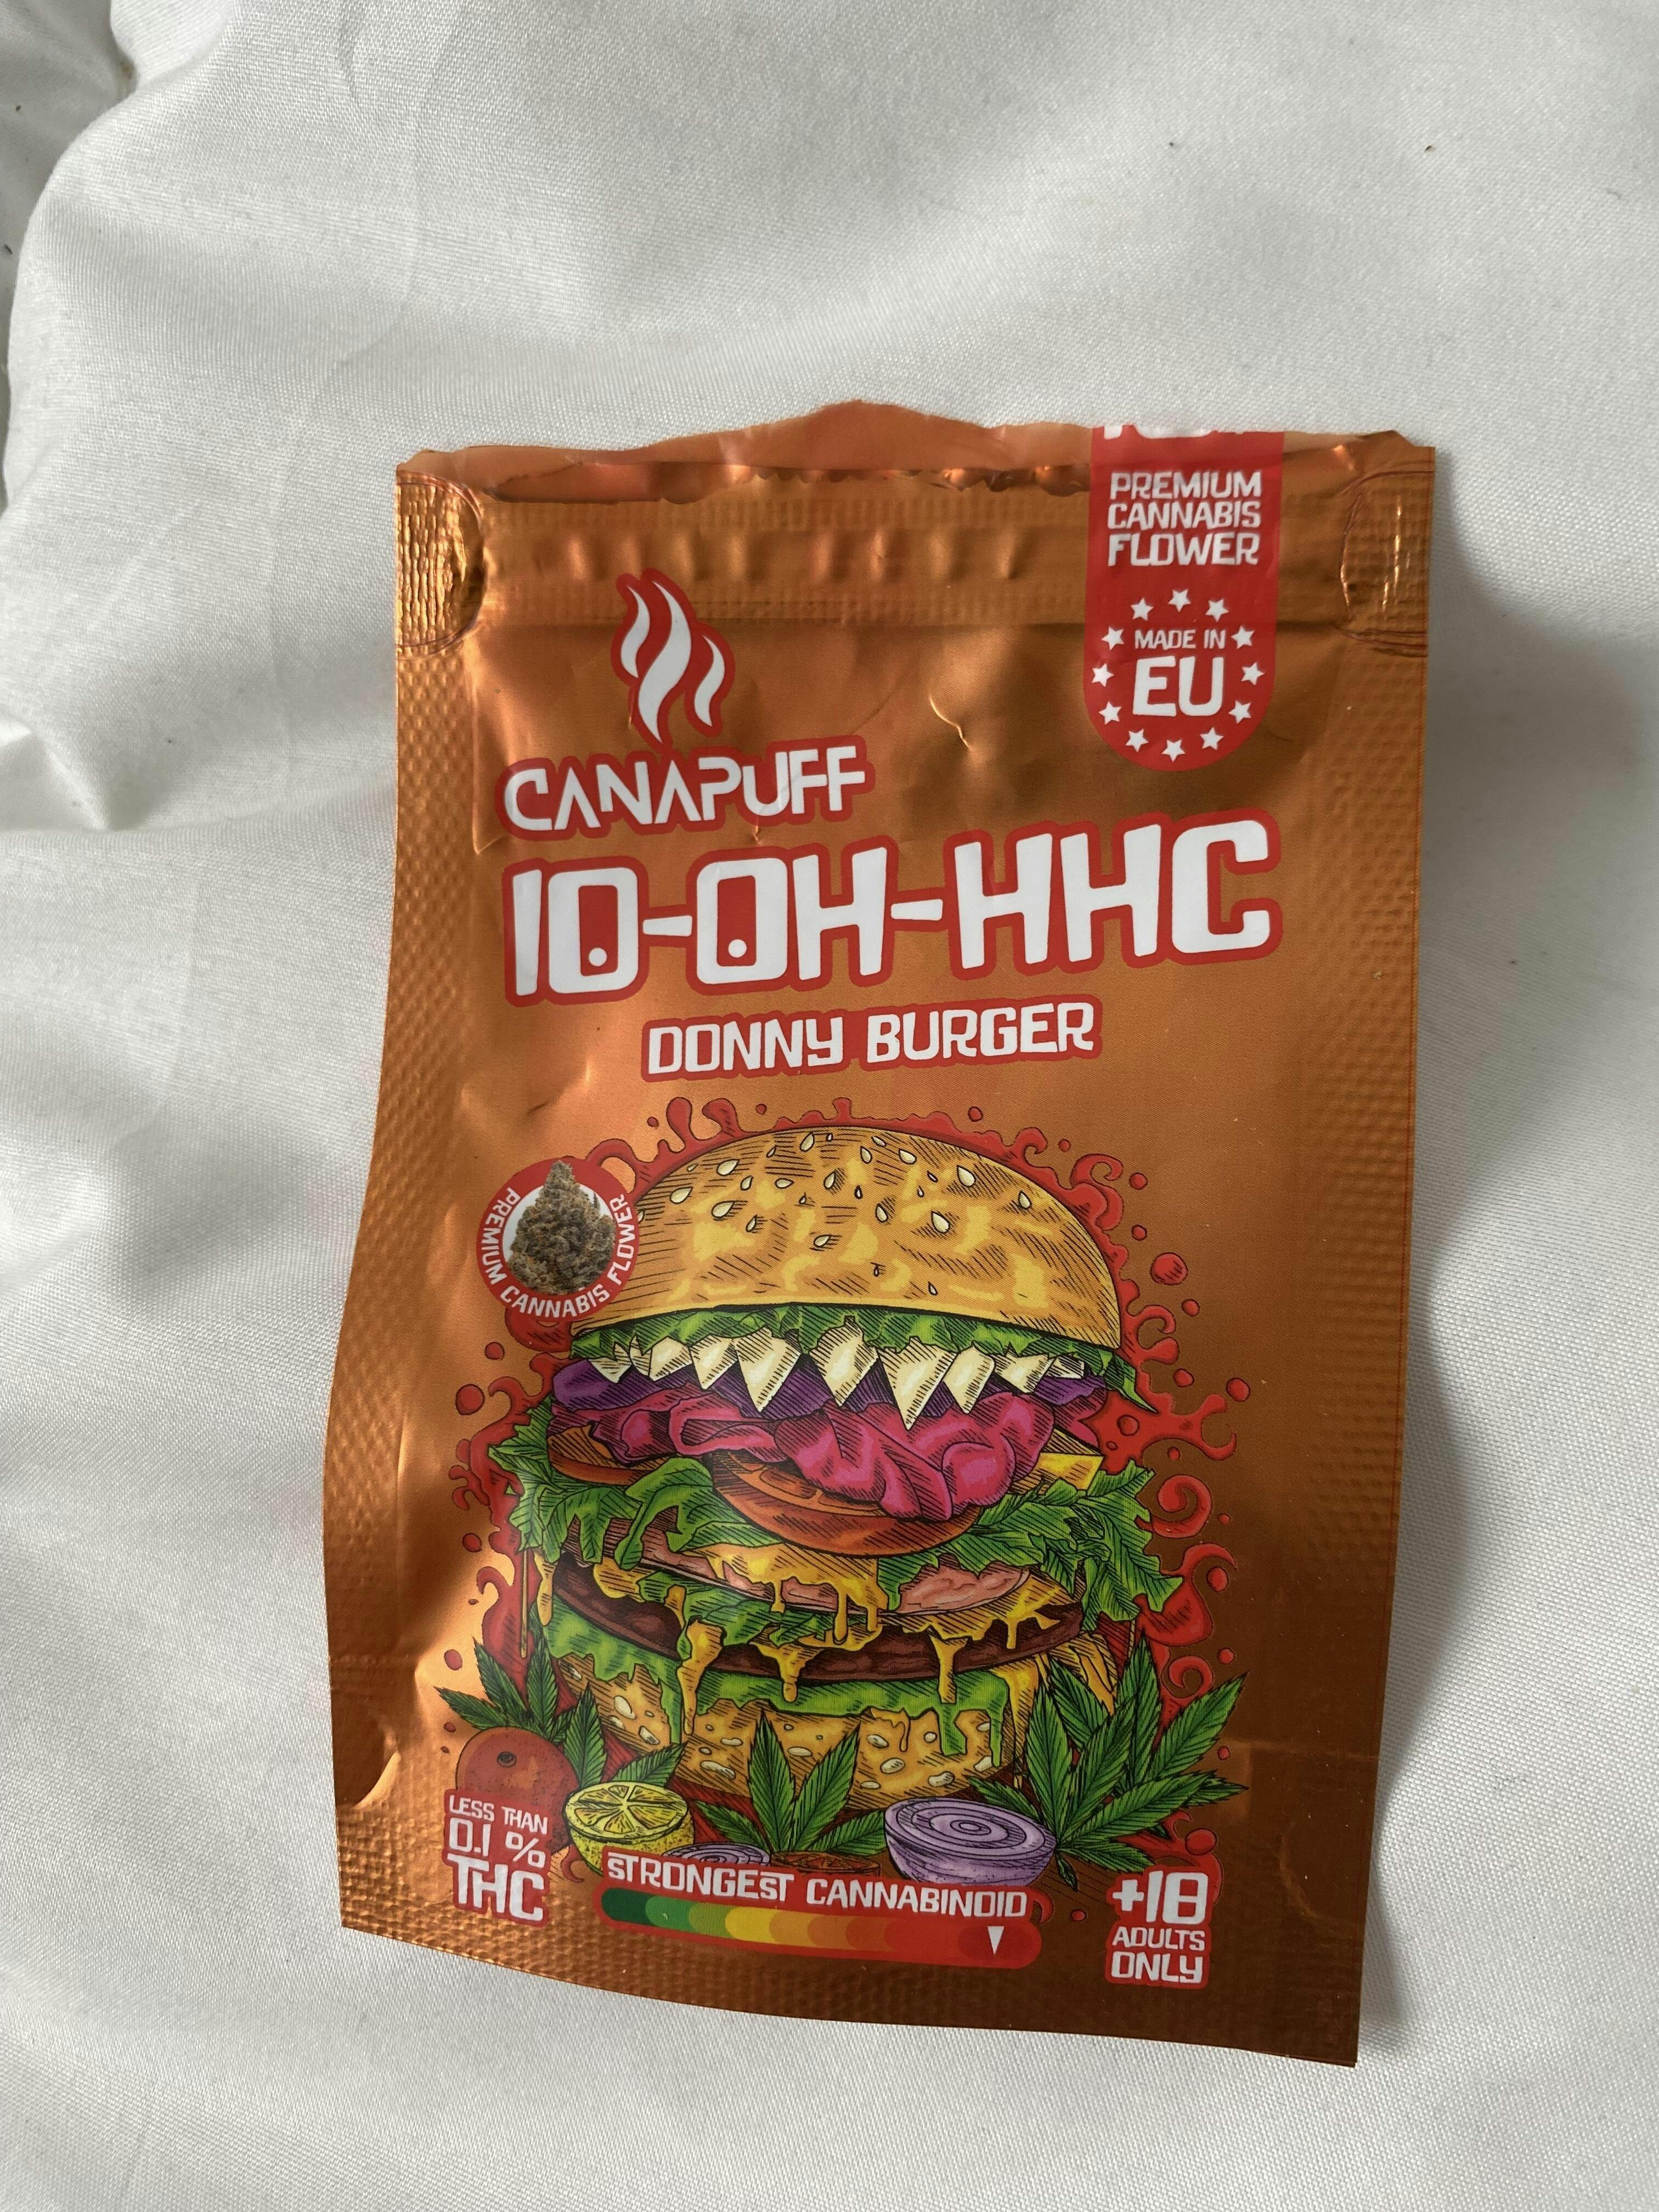 PREMIUM
CANNABIS
FLOWER
MADE IN
EU
CANAPUFF
10-OH-HHC
DONNY BURGER
PREMIUM CANNABIS FLOWER
LESS THAN
0.1 %
THC
STRONGEST CANNABINOID
+18
ADULTS
ONLY